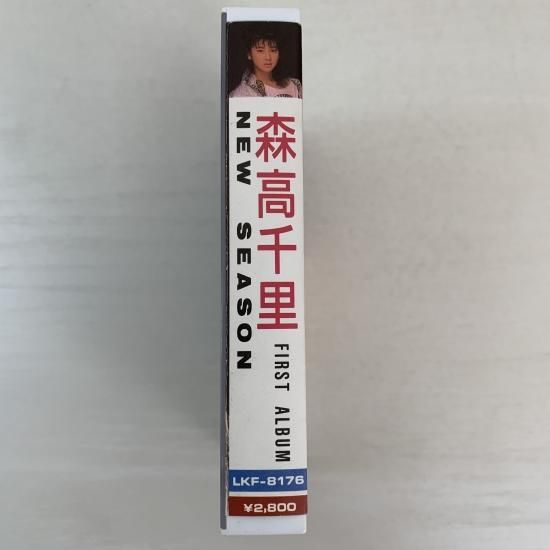 森高千里
NEW SEASON
FIRST ALBUM
LKF-8176
¥2,800